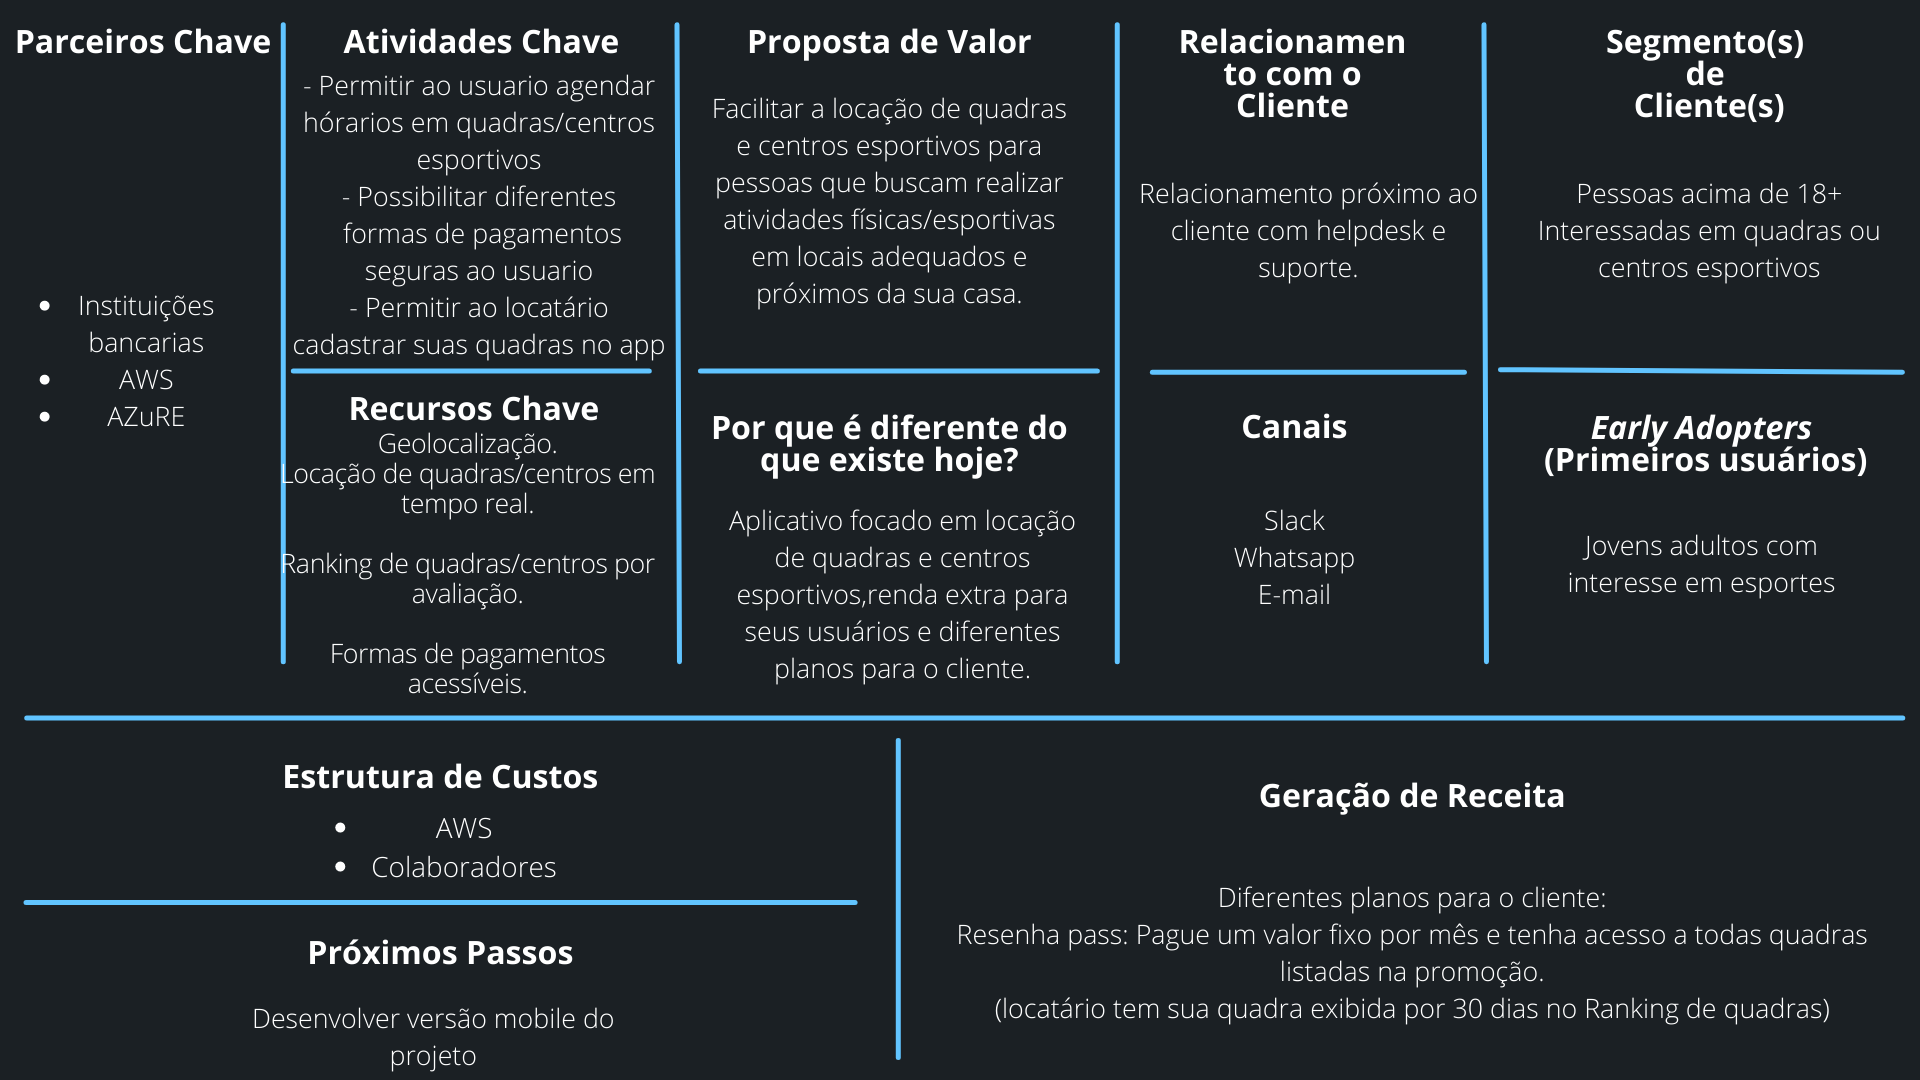 Parceiros Chave
Instituições
bancarias
AWS
AZuRE
Atividades Chave
- Permitir ao usuario agendar
hórarios em quadras/centros
esportivos
- Possibilitar diferentes
formas de pagamentos
seguras ao usuario
- Permitir ao locatário
cadastrar suas quadras no app
Recursos Chave
Geolocalização.
Locação de quadras/centros em
tempo real.
Ranking de quadras/centros por
avaliação.
Formas de pagamentos
acessíveis.
Proposta de Valor
Facilitar a locação de quadras
e centros esportivos para
pessoas que buscam realizar
atividades físicas/esportivas
em locais adequados e
próximos da sua casa.
Por que é diferente do
que existe hoje?
Aplicativo focado em locação
de quadras e centros
esportivos,renda extra para
seus usuários e diferentes
planos para o cliente.
Relacionamen
to com o
Cliente
Relacionamento próximo ao
cliente com helpdesk e
suporte.
Canais
Slack
Whatsapp
E-mail
Segmento(s)
de
Cliente(s)
Pessoas acima de 18+
Interessadas em quadras ou
centros esportivos
Early Adopters
(Primeiros usuários)
Jovens adultos com
interesse em esportes
Estrutura de Custos
AWS
Colaboradores
Próximos Passos
Desenvolver versão mobile do
projeto
Geração de Receita
Diferentes planos para o cliente:
Resenha pass: Pague um valor fixo por mês e tenha acesso a todas quadras
listadas na promoção.
(locatário tem sua quadra exibida por 30 dias no Ranking de quadras)